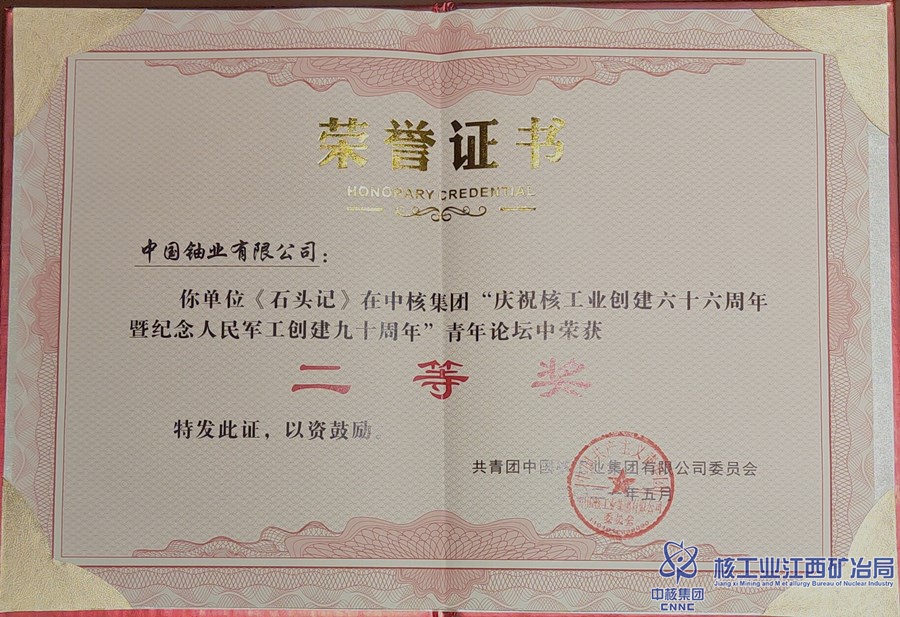 荣誉证书
HONORARY CREDENTIAL
中国铀业有限公司：
你单位《石头记》在中核集团“庆祝核工业创建六十六周年
暨纪念人民军工创建九十周年”青年论坛中荣获
二等奖
特发此证，以资鼓励。
共青团中国核工业集团有限公司委员会
年五月
委员会
中核集团
CNNC
核工业江西矿冶局
Jiang xi Mining and Metallurgy Bureau of Nuclear Industry